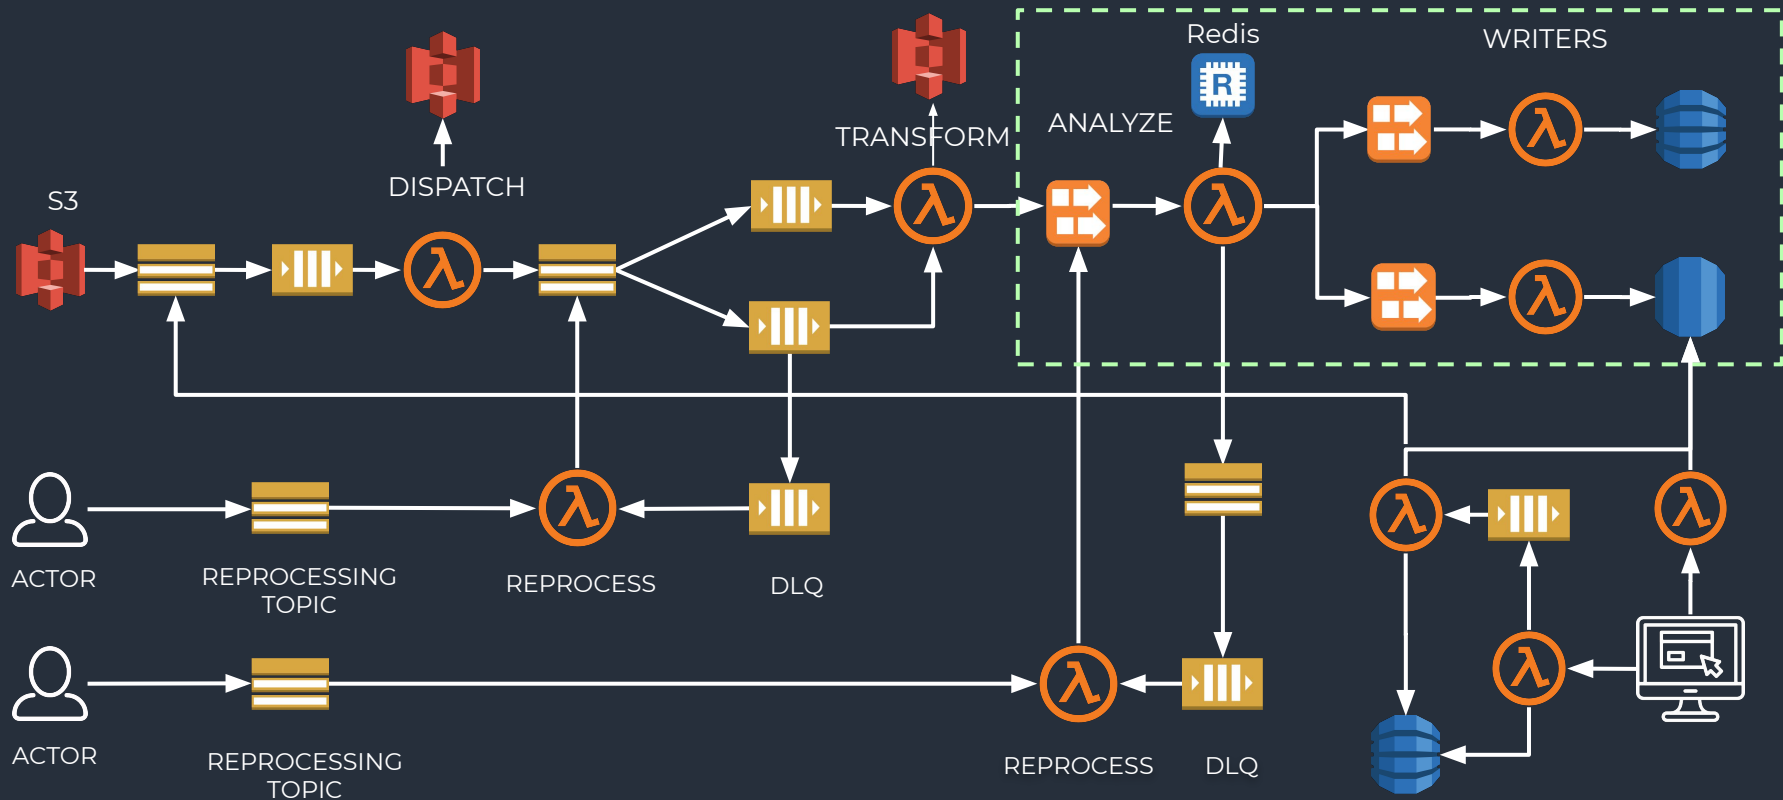 Redis
WRITERS
ANALYZE
TRANSFORM
DISPATCH
S3
R
ACTOR
REPROCESSING
TOPIC
REPROCESS
DLQ
ACTOR
REPROCESSING
TOPIC
REPROCESS
DLQ